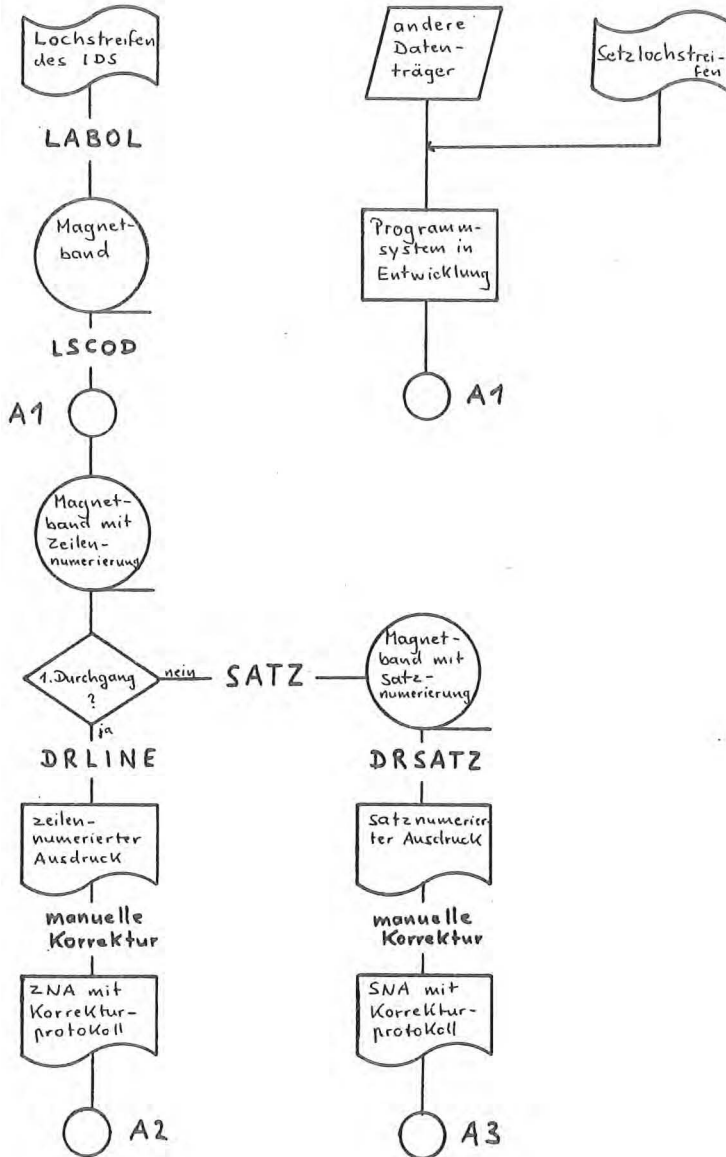 Lochstreifen
des IDS
LABOL
Magnet-
band
LSCOD
A1
Magnet-
band mit
Zeilen-
numerierung
1. Durchgang
?
nein
ja
SATZ
Magnet-
band mit
Satz-
numerierung
DRLINE
zeilen-
numerierter
Ausdruck
manuelle
Korrektur
ZNA mit
Korrektur-
protokoll
A2
DRSATZ
satznumerier-
ter Ausdruck
manuelle
Korrektur
SNA mit
Korrektur-
protokoll
A3
andere
Daten-
träger
Setzlochstrei-
fen
Programm-
system in
Entwicklung
A1